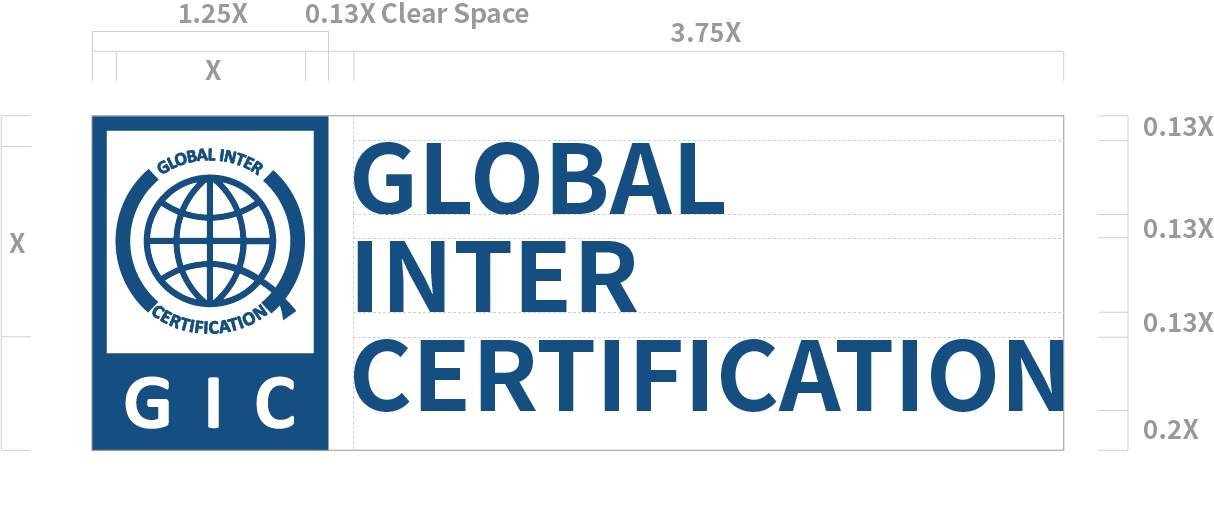 1.25X
0.13X Clear Space
3.75X
X
0.13X
GLOBAL INTER
GLOBAL
X
0.13X
INTER
CERTIFICATION
0.13X
CERTIFICATION
G I C
0.2X